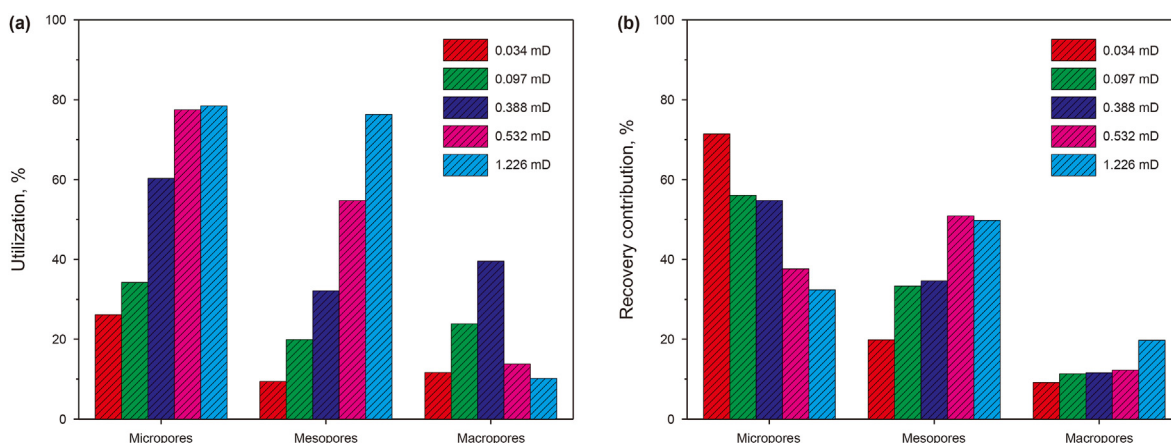 (a)
100
80
60
40
20
0
Utilization, %
0.034 mD
0.097 mD
0.388 mD
0.532 mD
1.226 mD
Micropores
Mesopores
Macropores
(b)
100
80
60
40
20
0
Recovery contribution, %
0.034 mD
0.097 mD
0.388 mD
0.532 mD
1.226 mD
Micropores
Mesopores
Macropores